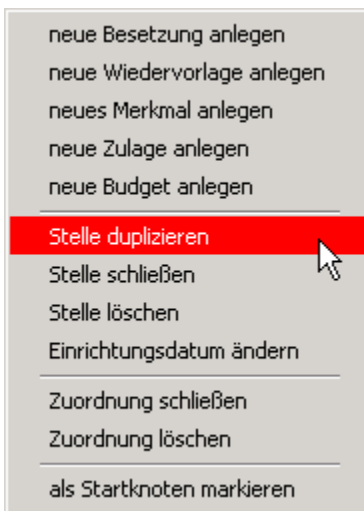 neue Besetzung anlegen
neue Wiedervorlage anlegen
neues Merkmal anlegen
neue Zulage anlegen
neue Budget anlegen
Stelle duplizieren
Stelle schließen
Stelle löschen
Einrichtungsdatum ändern
Zuordnung schließen
Zuordnung löschen
als Startknoten markieren